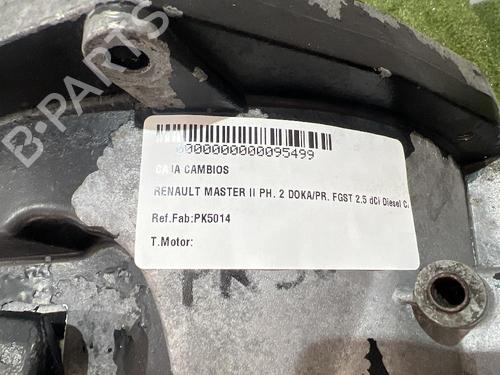 B-PARTS
0000000000095499
CAJA CAMBIOS
RENAULT MASTER II PH. 2 DOKA/PR. FGST 2.5 dCi Diesel C.
Ref.Fab:PK5014
T.Motor: